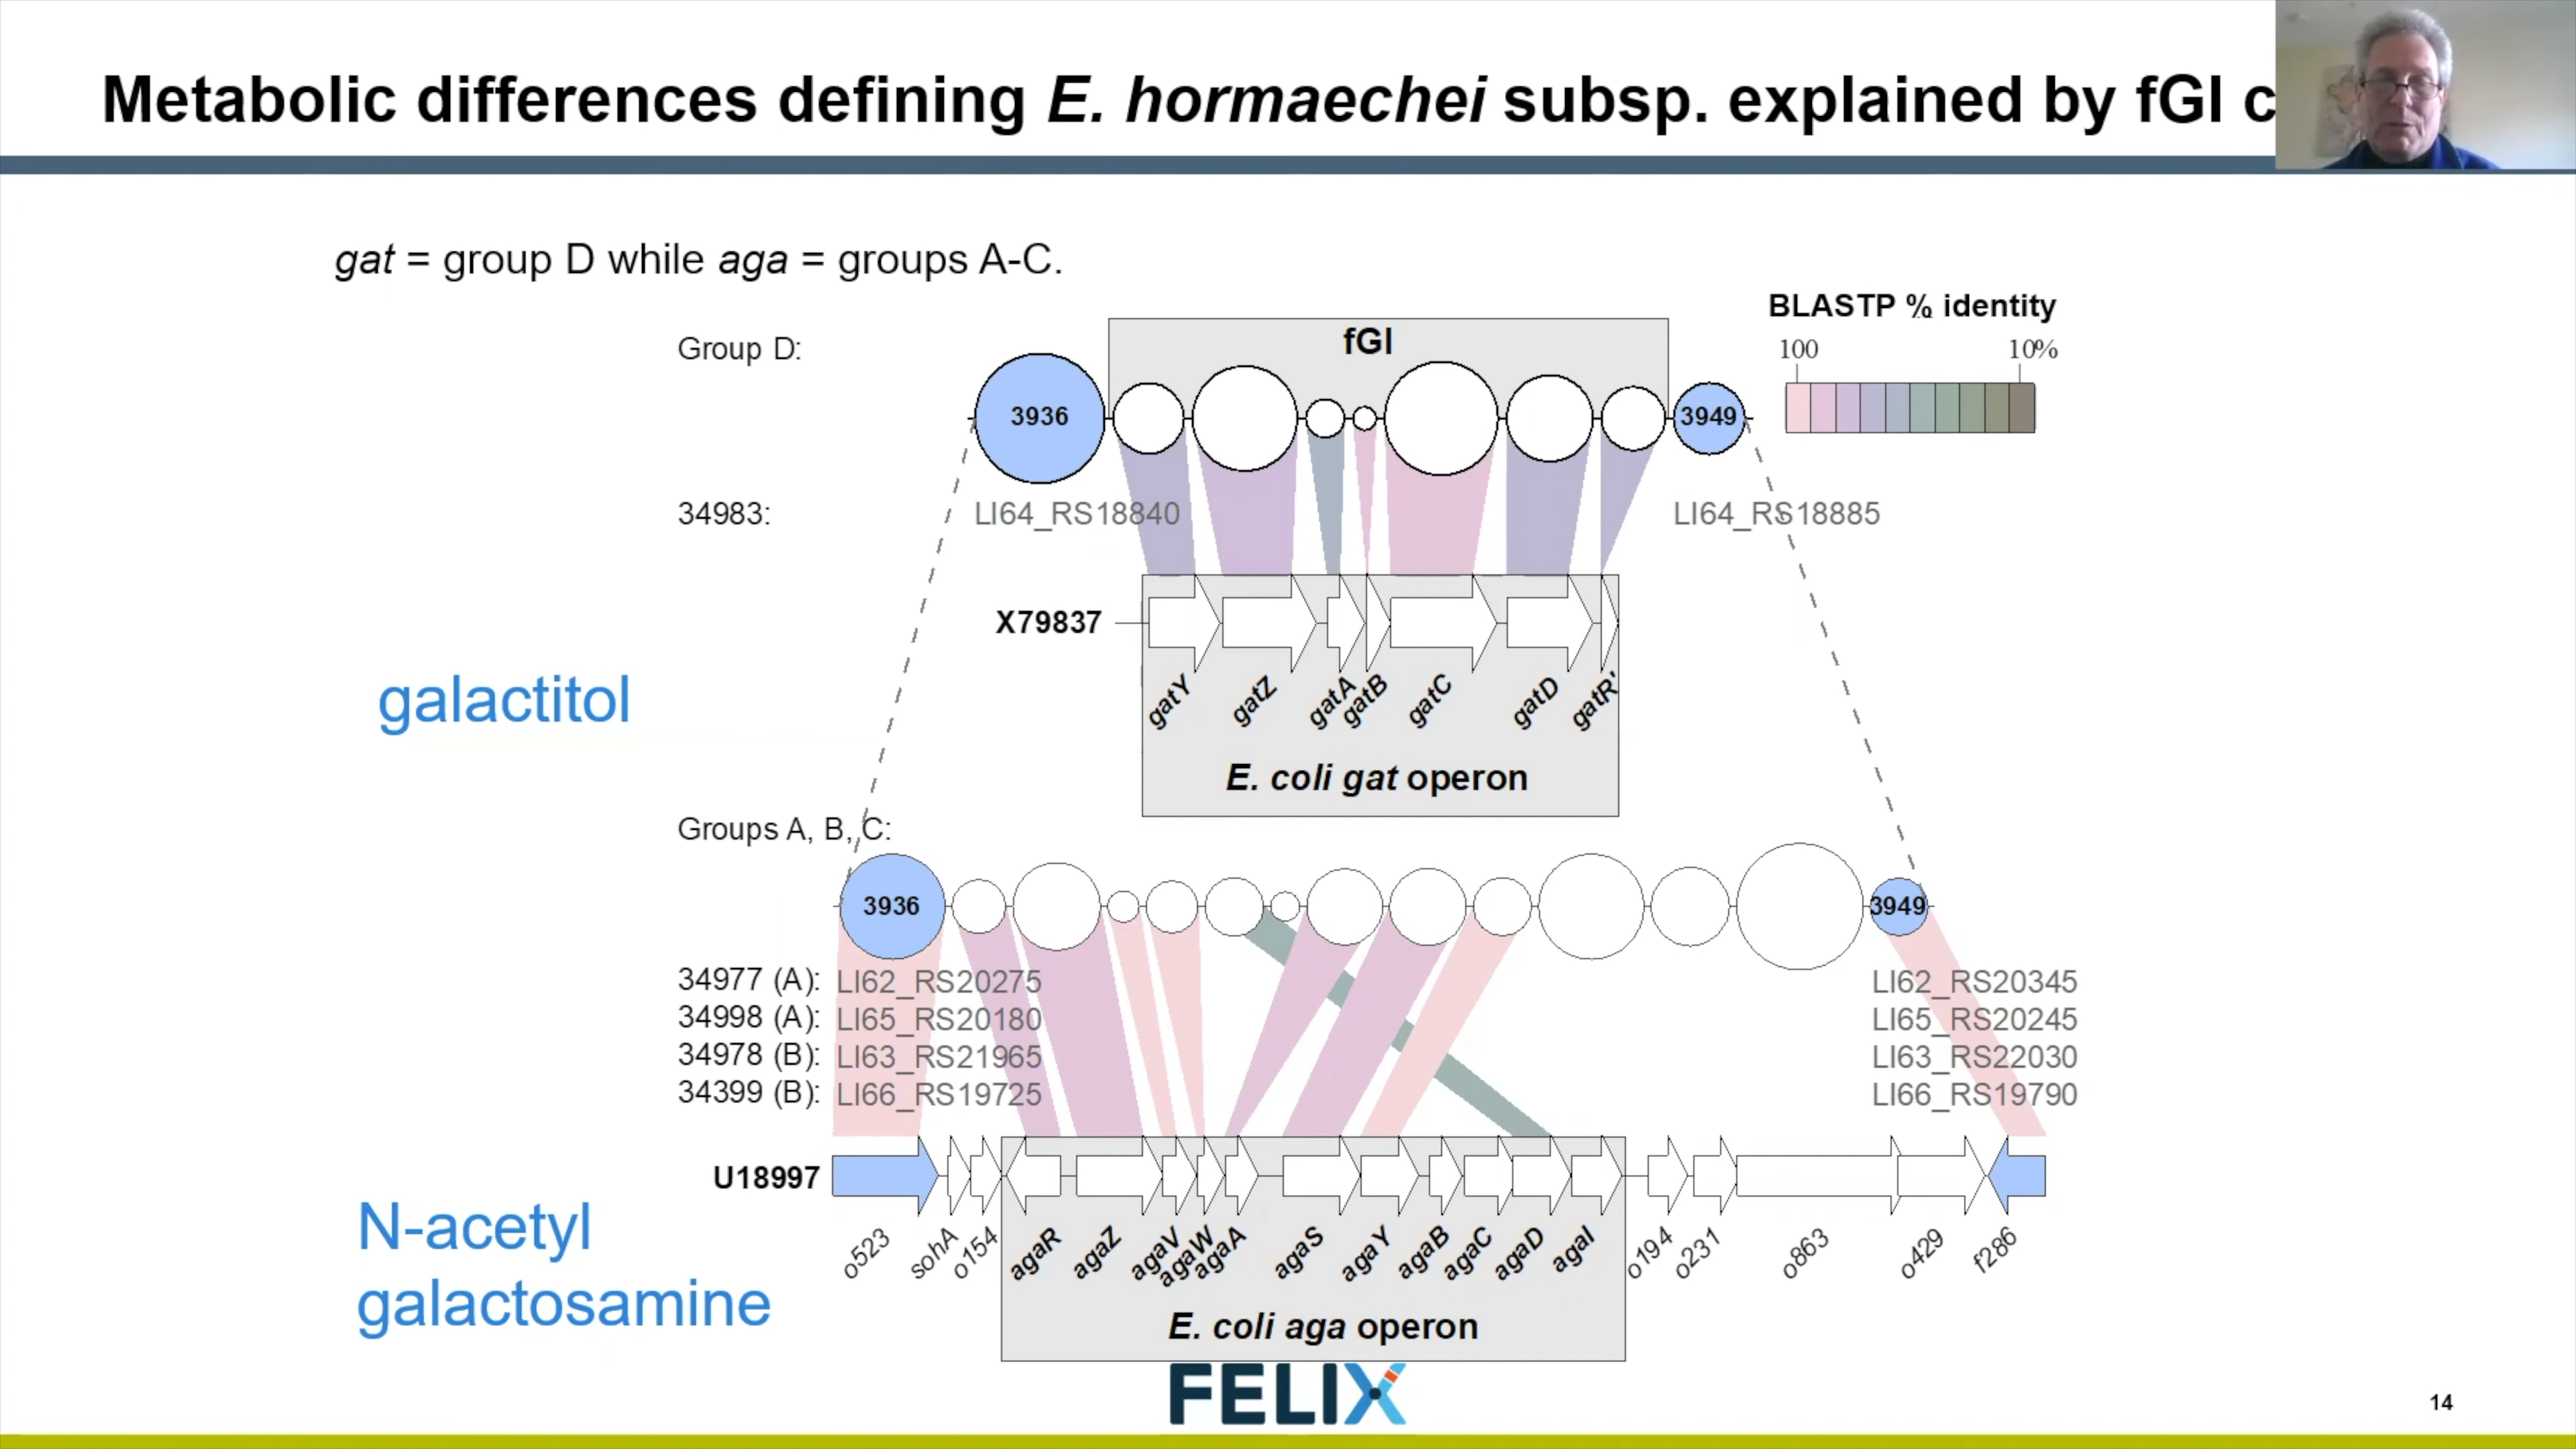 Metabolic differences defining E. hormaechei subsp. explained by fGI c
gat = group D while aga = groups A-C.
BLASTP % identity
100 10%
Group D:
fGI
3936
3949
34983:
LI64_RS18840
LI64_RS18885
X79837
gatY gatZ gatA gatB gatC gatD gatR'
E. coli gat operon
galactitol
Groups A, B, C:
3936
3949
34977 (A): LI62_RS20275
34998 (A): LI65_RS20180
34978 (B): LI63_RS21965
34399 (B): LI66_RS19725
LI62_RS20345
LI65_RS20245
LI63_RS22030
LI66_RS19790
U18997
o523 sohA o154 agaR agaZ agaV agaW agaA agaS agaY agaB agaC agaD agaI o194 o231 o863 o429 f286
E. coli aga operon
N-acetyl
galactosamine
FELIX
14